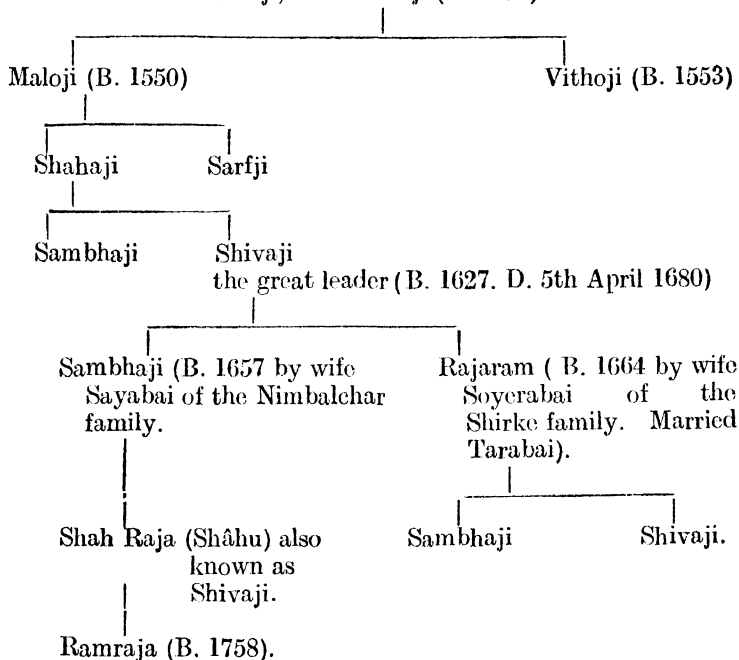 Maloji (B. 1550) Vithoji (B. 1553)
Shahaji Sarfji
Sambhaji Shivaji
the great leader (B. 1627. D. 5th April 1680)
Sambhaji (B. 1657 by wife
Sayabai of the Nimbalchar
family.
Rajaram ( B. 1664 by wife
Soyerabai of the
Shirke family. Married
Tarabai).
Shah Raja (Shâhu) also
known as
Shivaji.
Sambhaji Shivaji.
Ramraja (B. 1758).